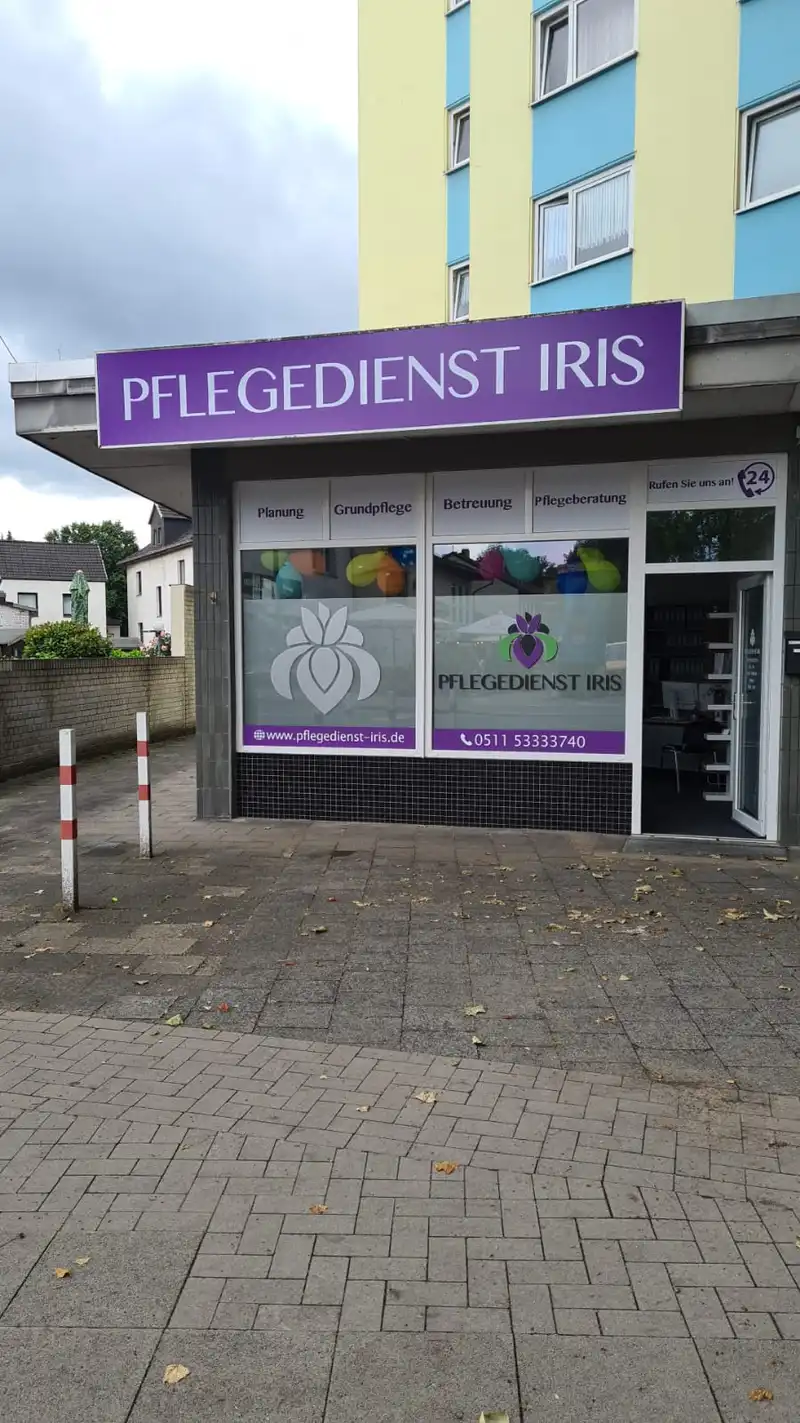 PFLEGEDIENST IRIS
Planung
Grundpflege
Betreuung
Pflegeberatung
Rufen Sie uns an! 24
PFLEGEDIENST IRIS
www.pflegedienst-iris.de
0511 53333740